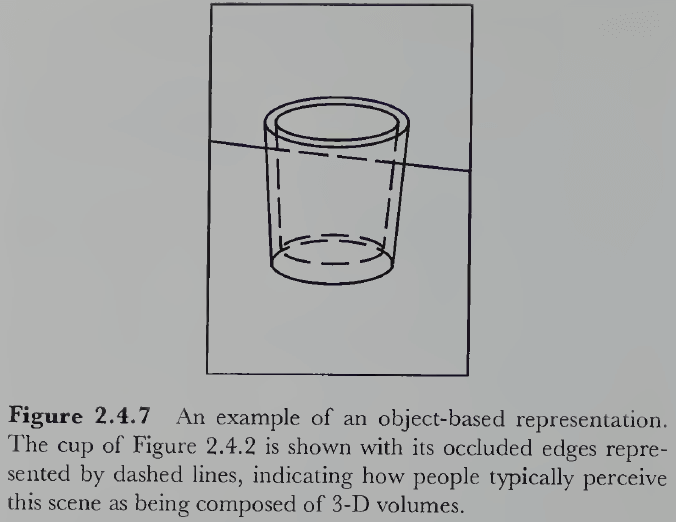 Figure 2.4.7 An example of an object-based representation.
The cup of Figure 2.4.2 is shown with its occluded edges repre-
sented by dashed lines, indicating how people typically perceive
this scene as being composed of 3-D volumes.